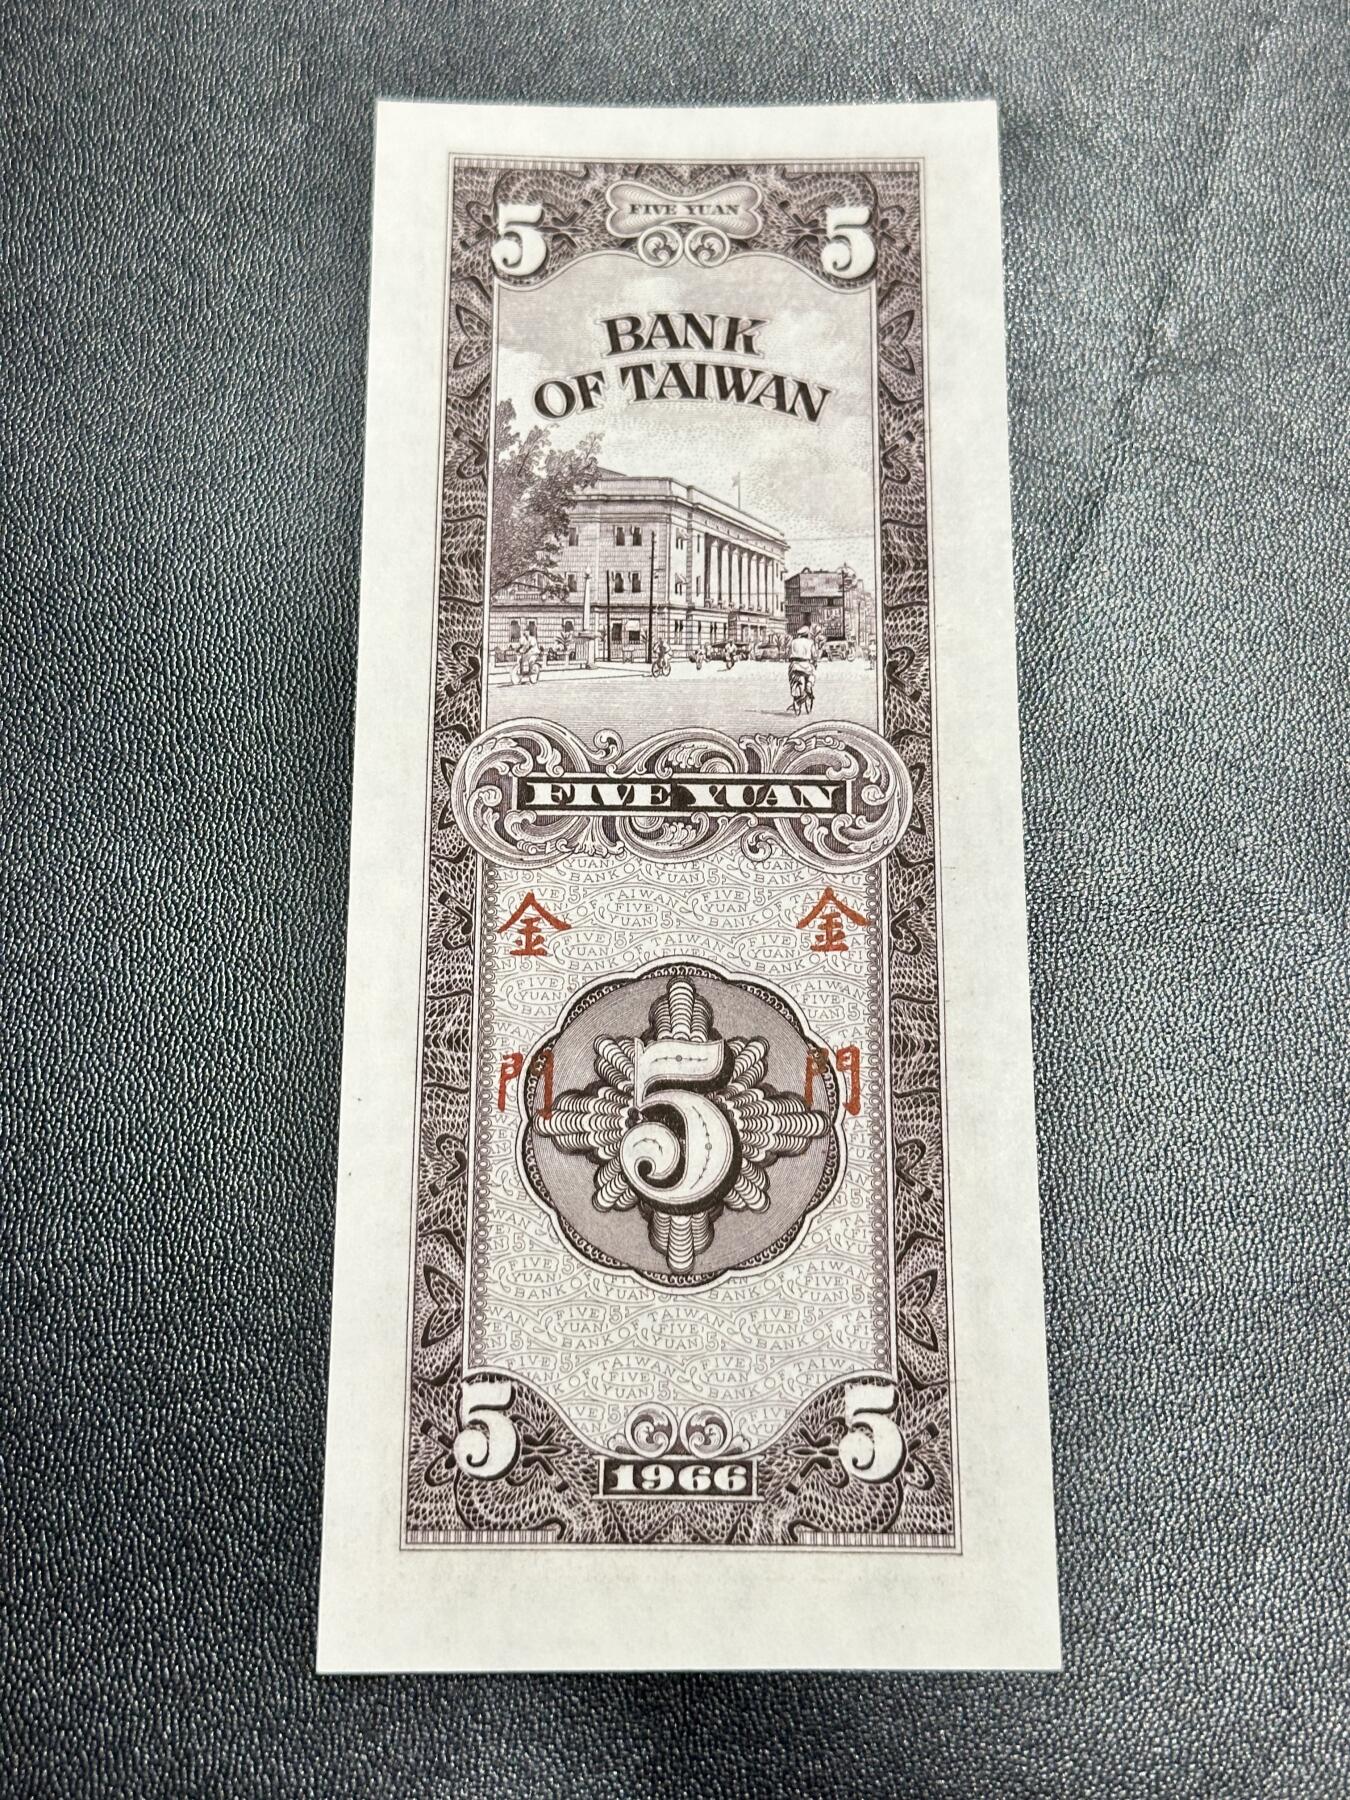 5 FIVE YUAN 5
BANK
OF TAIWAN
FIVE YUAN
金 金
門 5 門
5 1966 5